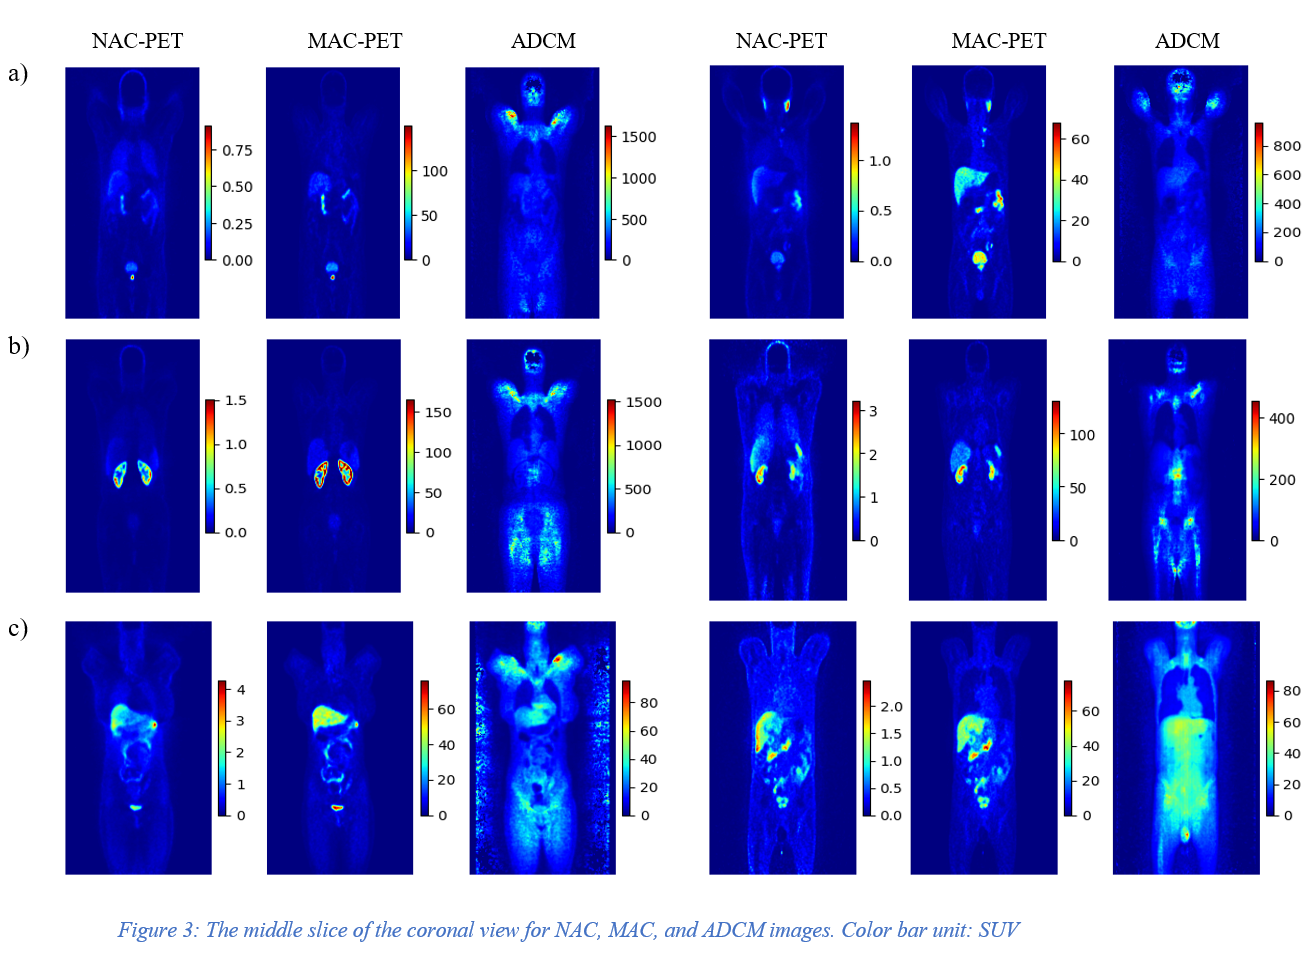 NAC-PET MAC-PET ADCM NAC-PET MAC-PET ADCM
a)
0.75 0.50 0.25 0.00
100 50 0
1500 1000 500 0
1.0 0.5 0.0
60 40 20 0
800 600 400 200 0
b)
1.5 1.0 0.5 0.0
150 100 50 0
1500 1000 500 0
3 2 1 0
100 50 0
400 200 0
c)
4 3 2 1 0
60 40 20 0
80 60 40 20 0
2.0 1.5 1.0 0.5 0.0
60 40 20 0
80 60 40 20 0
Figure 3: The middle slice of the coronal view for NAC, MAC, and ADCM images. Color bar unit: SUV